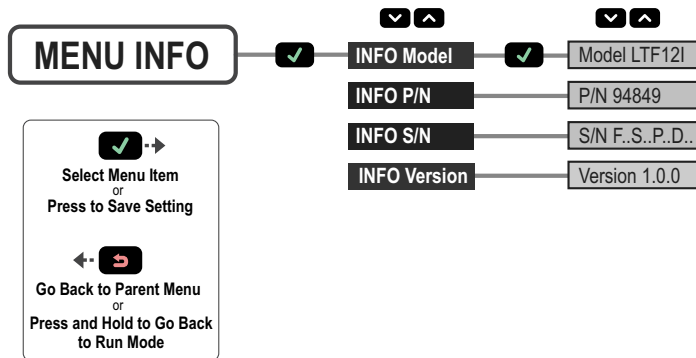 MENU INFO
INFO Model
Model LTF12I
INFO P/N
P/N 94849
INFO S/N
S/N F..S..P..D..
INFO Version
Version 1.0.0
Select Menu Item
or
Press to Save Setting
Go Back to Parent Menu
or
Press and Hold to Go Back
to Run Mode